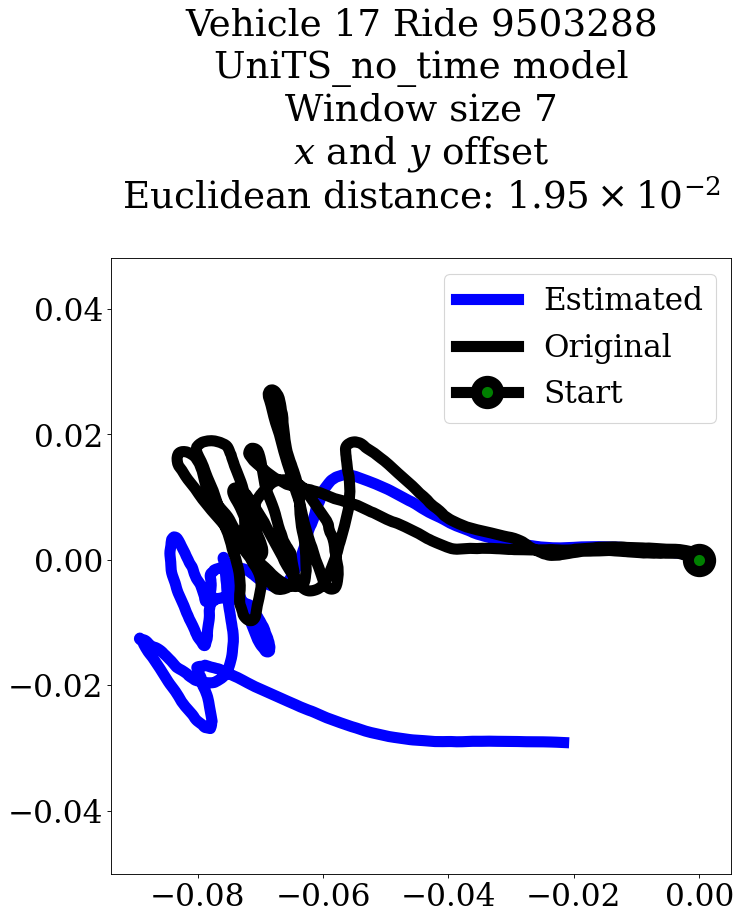 Vehicle 17 Ride 9503288
UniTS_no_time model
Window size 7
x and y offset
Euclidean distance: 1.95 × 10⁻²
Estimated
Original
Start
0.04
0.02
0.00
−0.02
−0.04
−0.08
−0.06
−0.04
−0.02
0.00